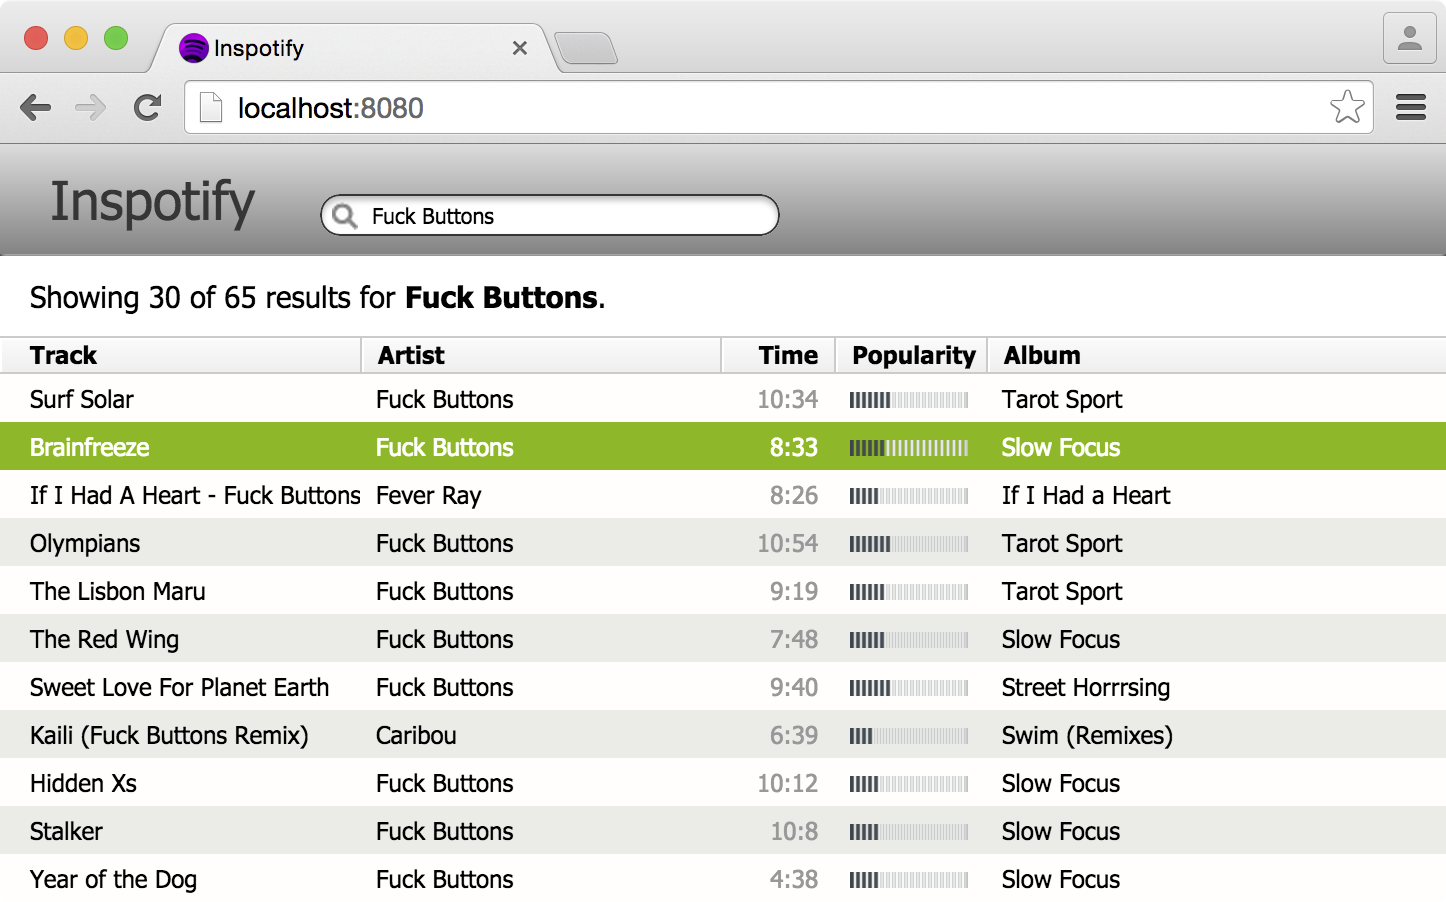 Inspotify
localhost:8080
Inspotify
Fuck Buttons
Showing 30 of 65 results for Fuck Buttons.
Track Artist Time Popularity Album
Surf Solar Fuck Buttons 10:34 Tarot Sport
Brainfreeze Fuck Buttons 8:33 Slow Focus
If I Had A Heart - Fuck Buttons Fever Ray 8:26 If I Had a Heart
Olympians Fuck Buttons 10:54 Tarot Sport
The Lisbon Maru Fuck Buttons 9:19 Tarot Sport
The Red Wing Fuck Buttons 7:48 Slow Focus
Sweet Love For Planet Earth Fuck Buttons 9:40 Street Horrrsing
Kaili (Fuck Buttons Remix) Caribou 6:39 Swim (Remixes)
Hidden Xs Fuck Buttons 10:12 Slow Focus
Stalker Fuck Buttons 10:8 Slow Focus
Year of the Dog Fuck Buttons 4:38 Slow Focus